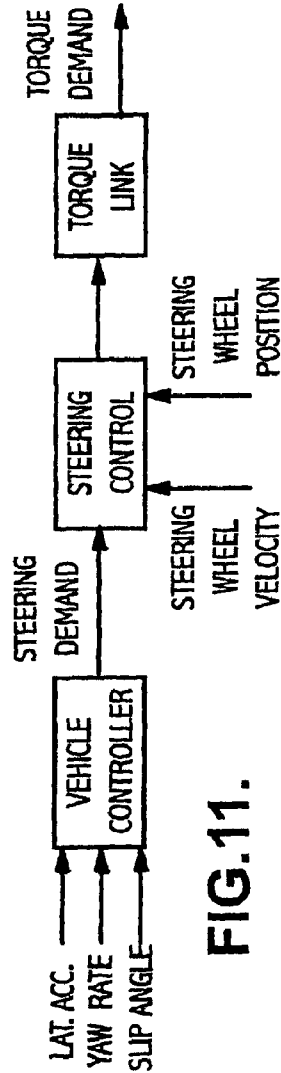 LAT. ACC.
YAW RATE
SLIP ANGLE
VEHICLE
CONTROLLER
STEERING
DEMAND
STEERING
CONTROL
STEERING
WHEEL
VELOCITY
STEERING
WHEEL
POSITION
TORQUE
LINK
TORQUE
DEMAND
FIG.11.